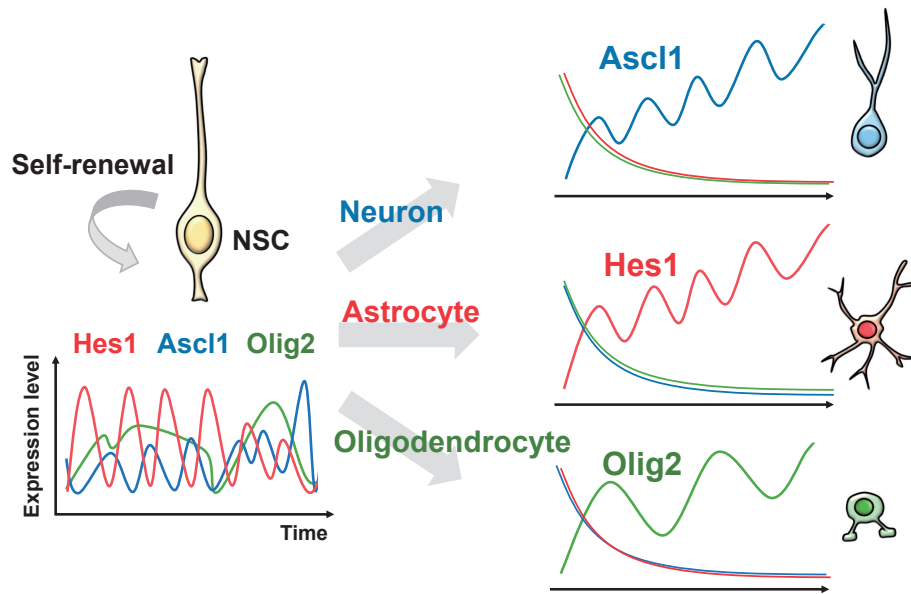 Self-renewal
NSC
Hes1 Ascl1 Olig2
Expression level
Time
Neuron
Astrocyte
Oligodendrocyte
Ascl1
Hes1
Olig2